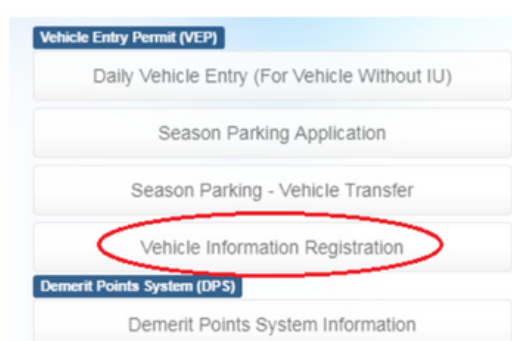 Vehicle Entry Permit (VEP)
Daily Vehicle Entry (For Vehicle Without IU)
Season Parking Application
Season Parking - Vehicle Transfer
Vehicle Information Registration
Demerit Points System (DPS)
Demerit Points System Information